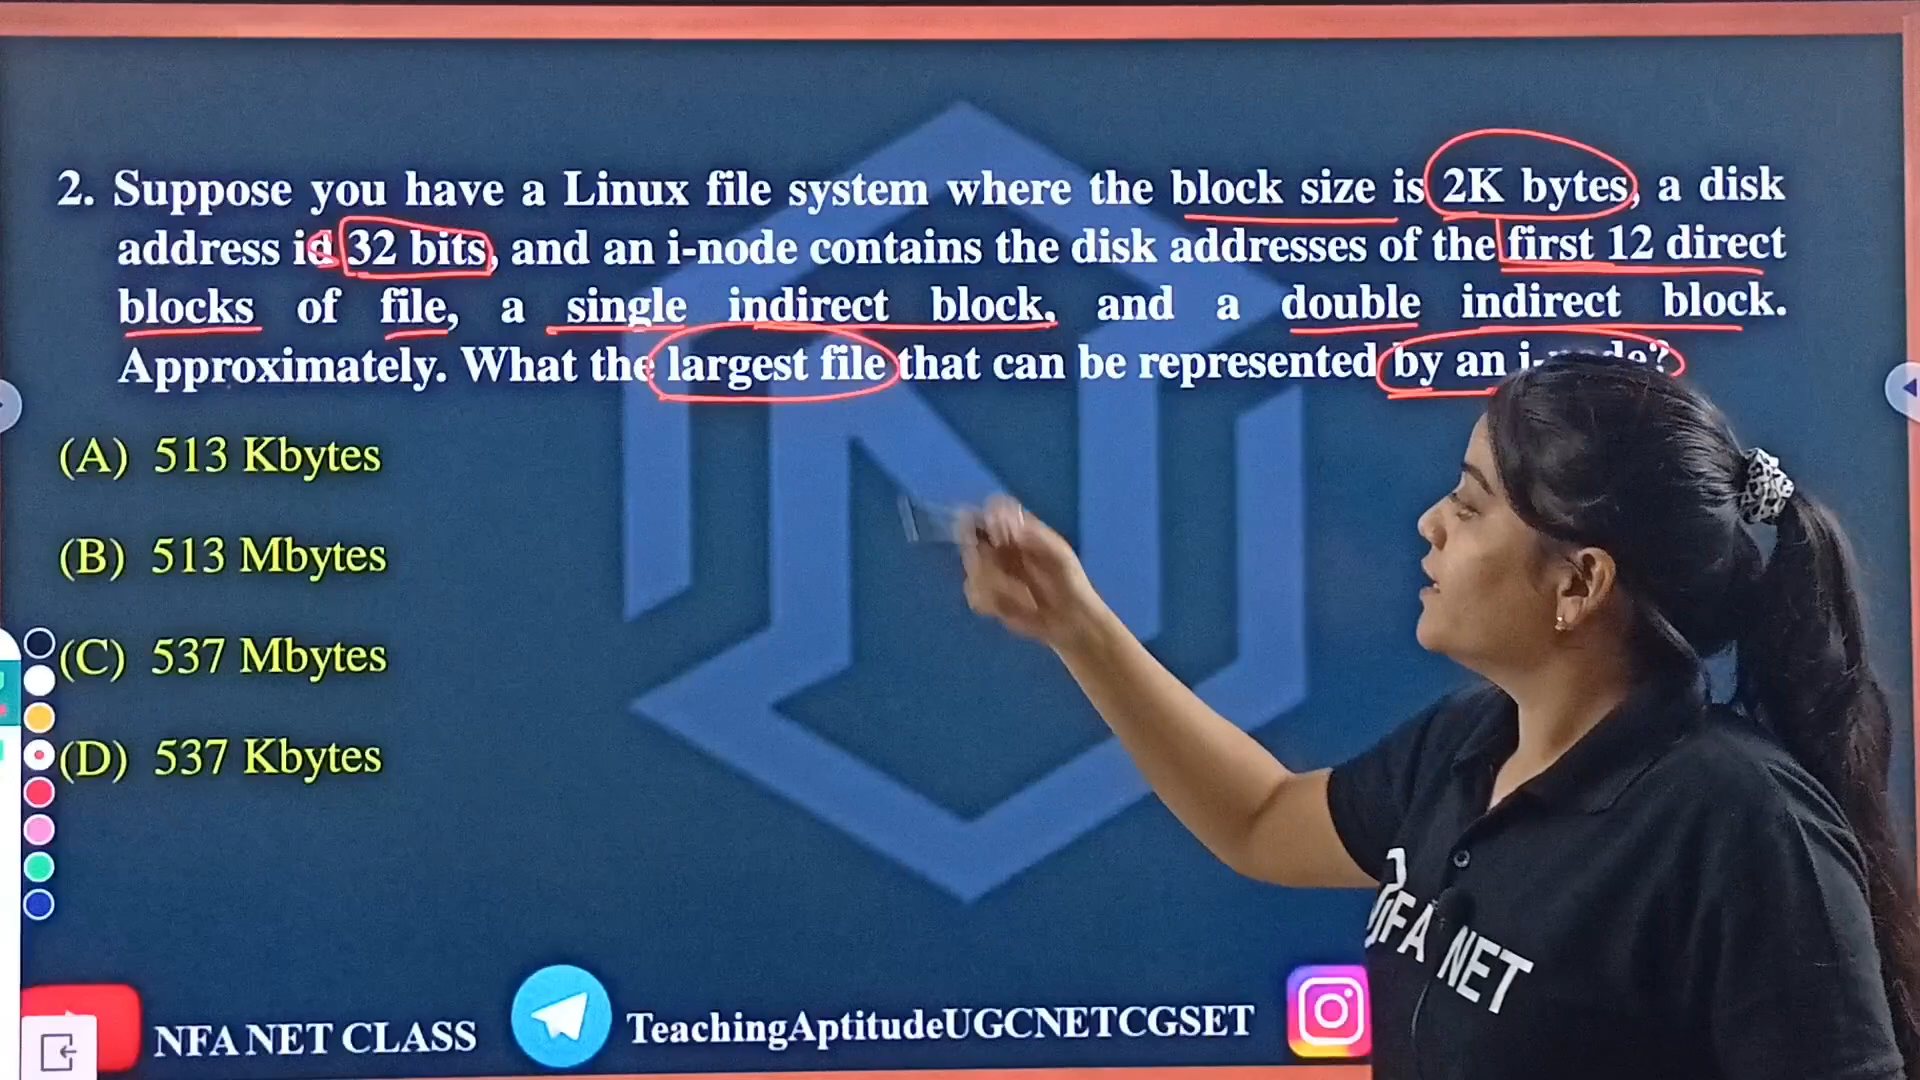 2. Suppose you have a Linux file system where the block size is 2K bytes, a disk
address id 32 bits, and an i-node contains the disk addresses of the first 12 direct
blocks of file, a single indirect block, and a double indirect block.
Approximately. What the largest file that can be represented by an
(A) 513 Kbytes
(B) 513 Mbytes
(C) 537 Mbytes
(D) 537 Kbytes
NFA NET
NFA NET CLASS
TeachingAptitudeUGCNETCGSET